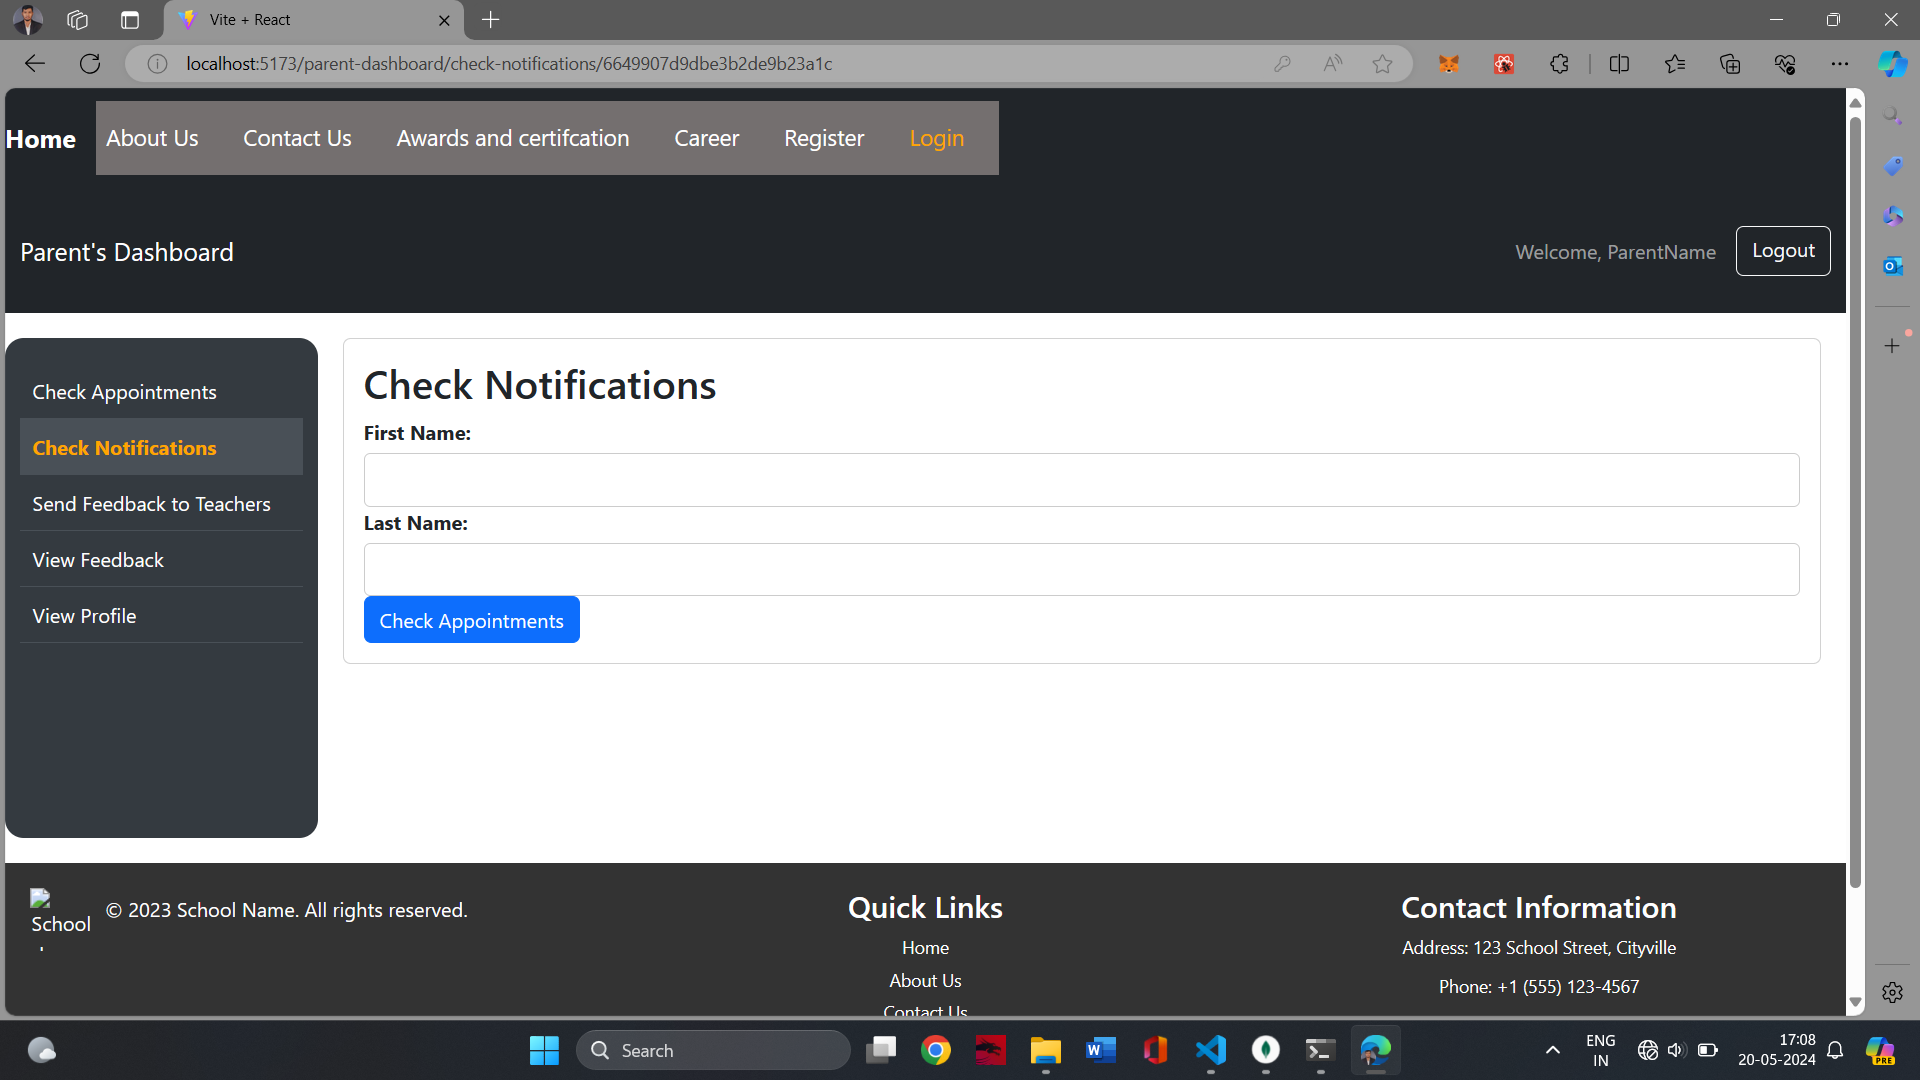 Vite + React
localhost:5173/parent-dashboard/check-notifications/6649907d9dbe3b2de9b23a1c
Home About Us Contact Us Awards and certifcation Career Register Login
Parent's Dashboard Welcome, ParentName Logout
Check Appointments
Check Notifications
Send Feedback to Teachers
View Feedback
View Profile
Check Notifications
First Name:
Last Name:
Check Appointments
School
© 2023 School Name. All rights reserved.
Quick Links
Home
About Us
Contact Us
Contact Information
Address: 123 School Street, Cityville
Phone: +1 (555) 123-4567
Search
ENG
IN
17:08
20-05-2024
PRE